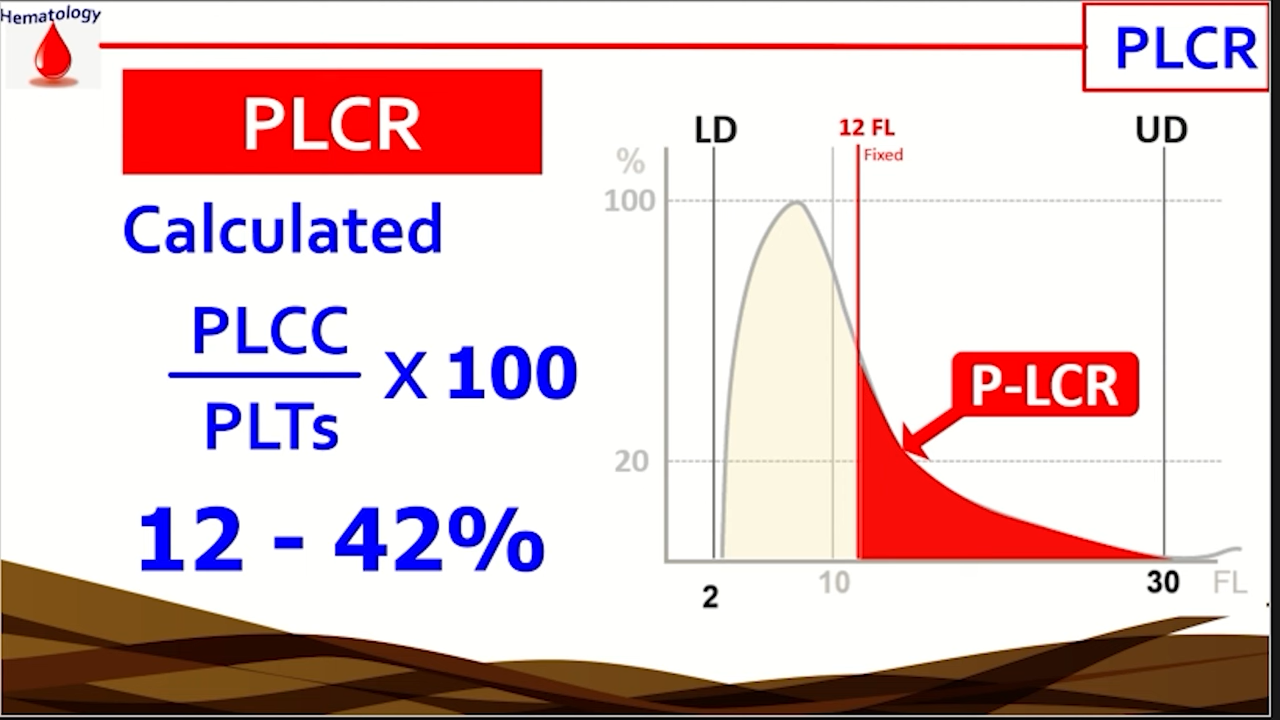 Hematology
PLCR
PLCR
Calculated
PLCC
PLTs
X 100
12 - 42%
LD
12 FL
UD
Fixed
%
100
P-LCR
20
2
10
30
FL